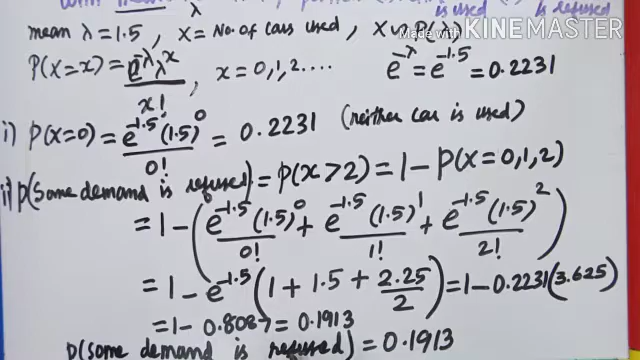 is used is refused
mean λ = 1.5 , X = No. of cars used , X ~ P(λ)
Made with KINEMASTER
P(X=x) = e^-λ λ^x / x! , x = 0,1,2.... e^-λ = e^-1.5 = 0.2231
i) P(X=0) = e^-1.5 (1.5)^0 / 0! = 0.2231 (neither car is used)
ii) P(Some demand is refused) = P(X>2) = 1 - P(X=0,1,2)
= 1 - (e^-1.5 (1.5)^0 / 0! + e^-1.5 (1.5)^1 / 1! + e^-1.5 (1.5)^2 / 2!)
= 1 - e^-1.5 (1 + 1.5 + 2.25/2) = 1 - 0.2231 (3.625)
= 1 - 0.8087 = 0.1913
P(some demand is refused) = 0.1913